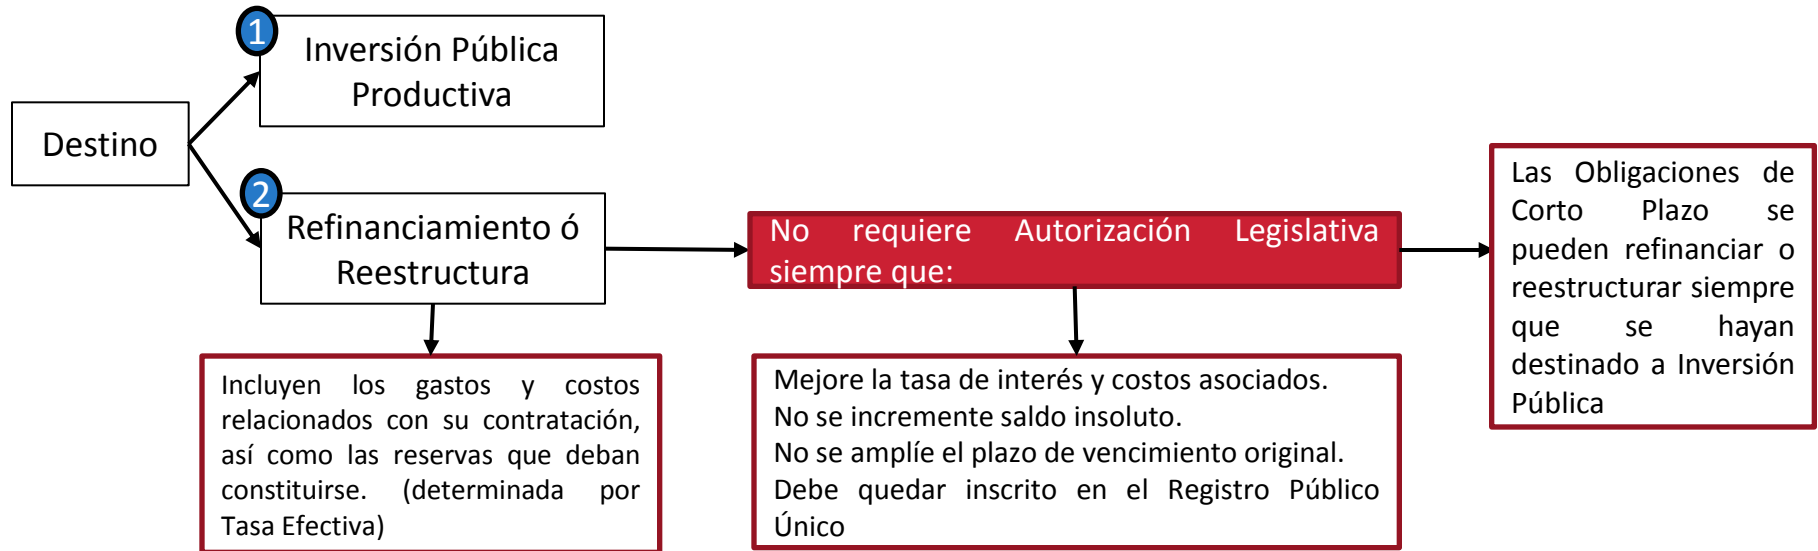 1
Inversión Pública
Productiva
Destino
2
Refinanciamiento ó
Reestructura
No requiere Autorización Legislativa
siempre que:
Las Obligaciones de
Corto Plazo se
pueden refinanciar o
reestructurar siempre
que se hayan
destinado a Inversión
Pública
Incluyen los gastos y costos
relacionados con su contratación,
así como las reservas que deban
constituirse. (determinada por
Tasa Efectiva)
Mejore la tasa de interés y costos asociados.
No se incremente saldo insoluto.
No se amplíe el plazo de vencimiento original.
Debe quedar inscrito en el Registro Público
Único